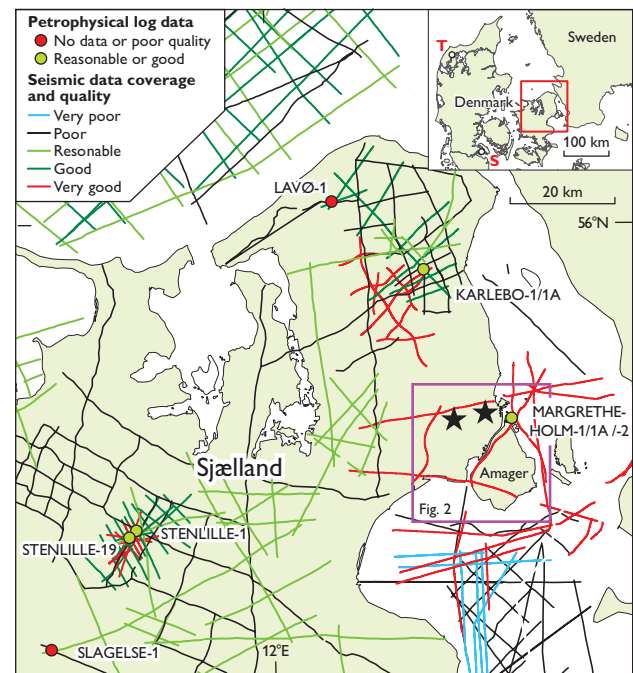 Petrophysical log data
No data or poor quality
Reasonable or good
Seismic data coverage
and quality
Very poor
Poor
Resonable
Good
Very good
Sweden
T
Denmark
S
100 km
20 km
56°N
LAVØ-1
KARLEBO-1/1A
MARGRETHE-
HOLM-1/1A /-2
Sjælland
Amager
Fig. 2
STENLILLE-1
STENLILLE-19
SLAGELSE-1
12°E